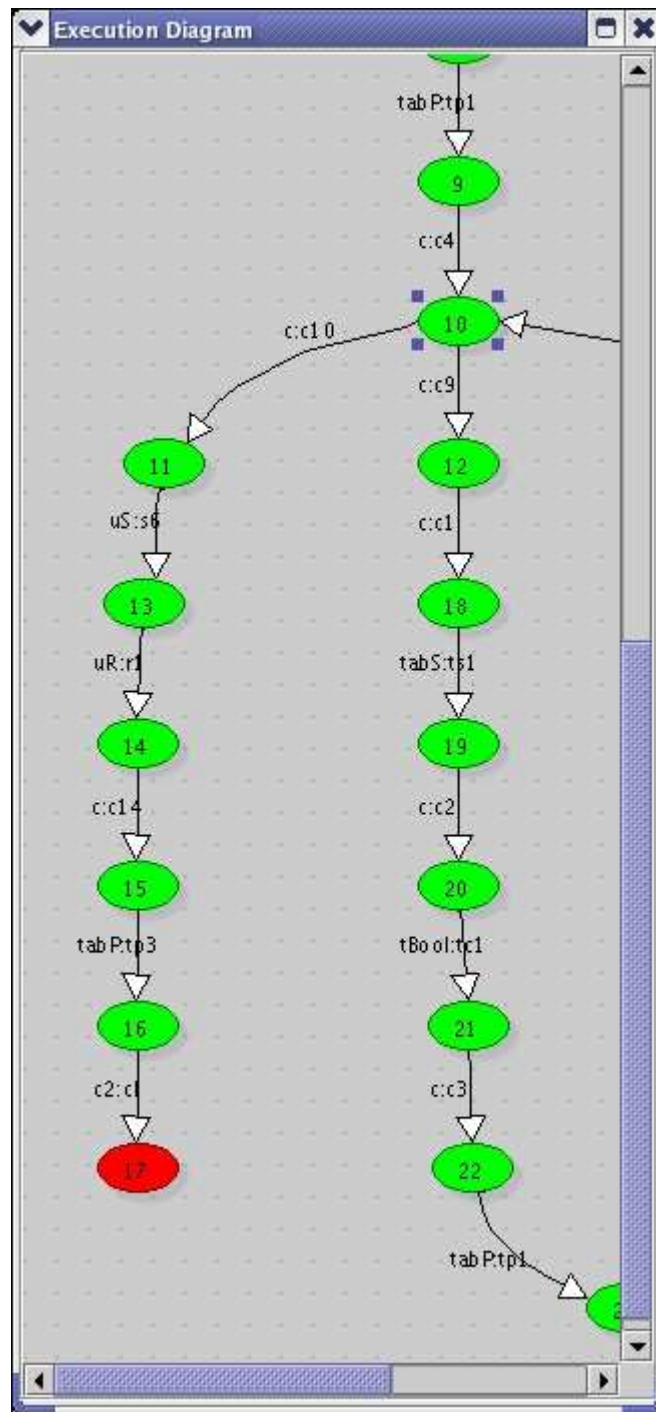 Execution Diagram
tabP:tp1
9
c:c4
10
c:c10
c:c9
11
12
uS:s6
c:c1
13
18
uR:r1
tabS:ts1
14
19
c:c14
c:c2
15
20
tabP:tp3
tBool:tc1
16
21
c2:cl
c:c3
17
22
tabP:tp1